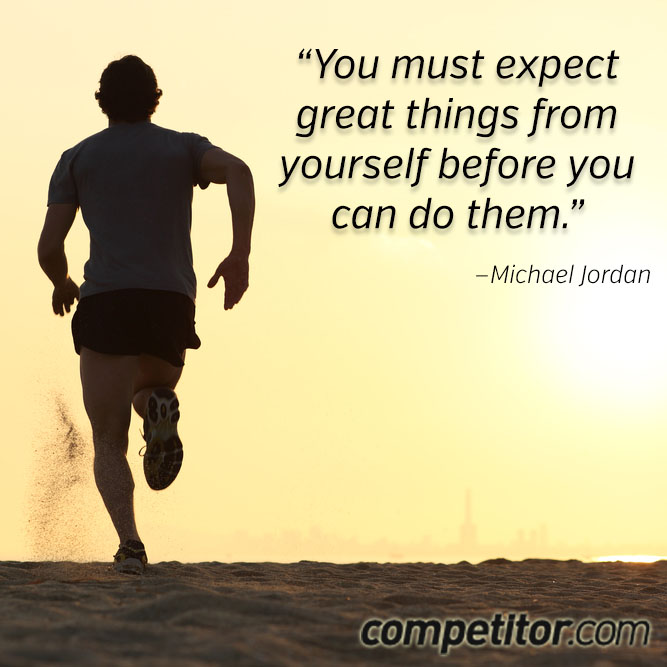 “You must expect
great things from
yourself before you
can do them.”
–Michael Jordan
competitor.com